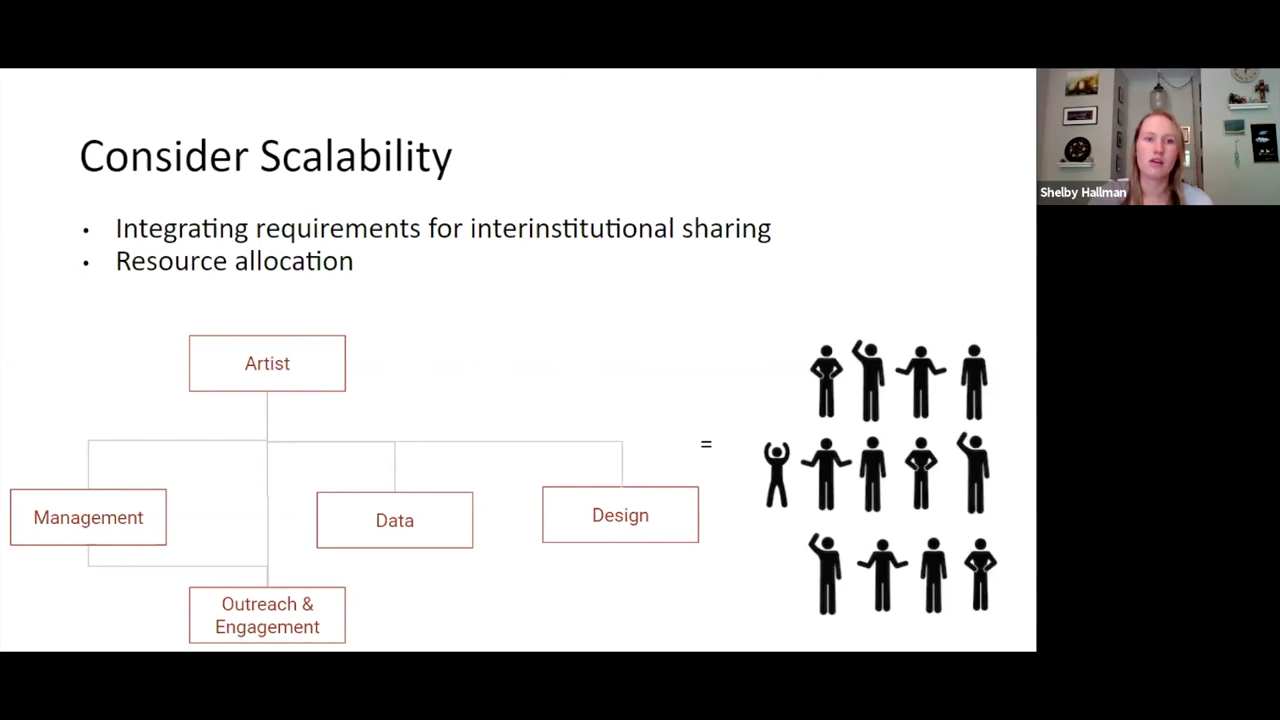 Consider Scalability
• Integrating requirements for interinstitutional sharing
• Resource allocation
Artist
=
Management
Data
Design
Outreach &
Engagement
Shelby Hallman